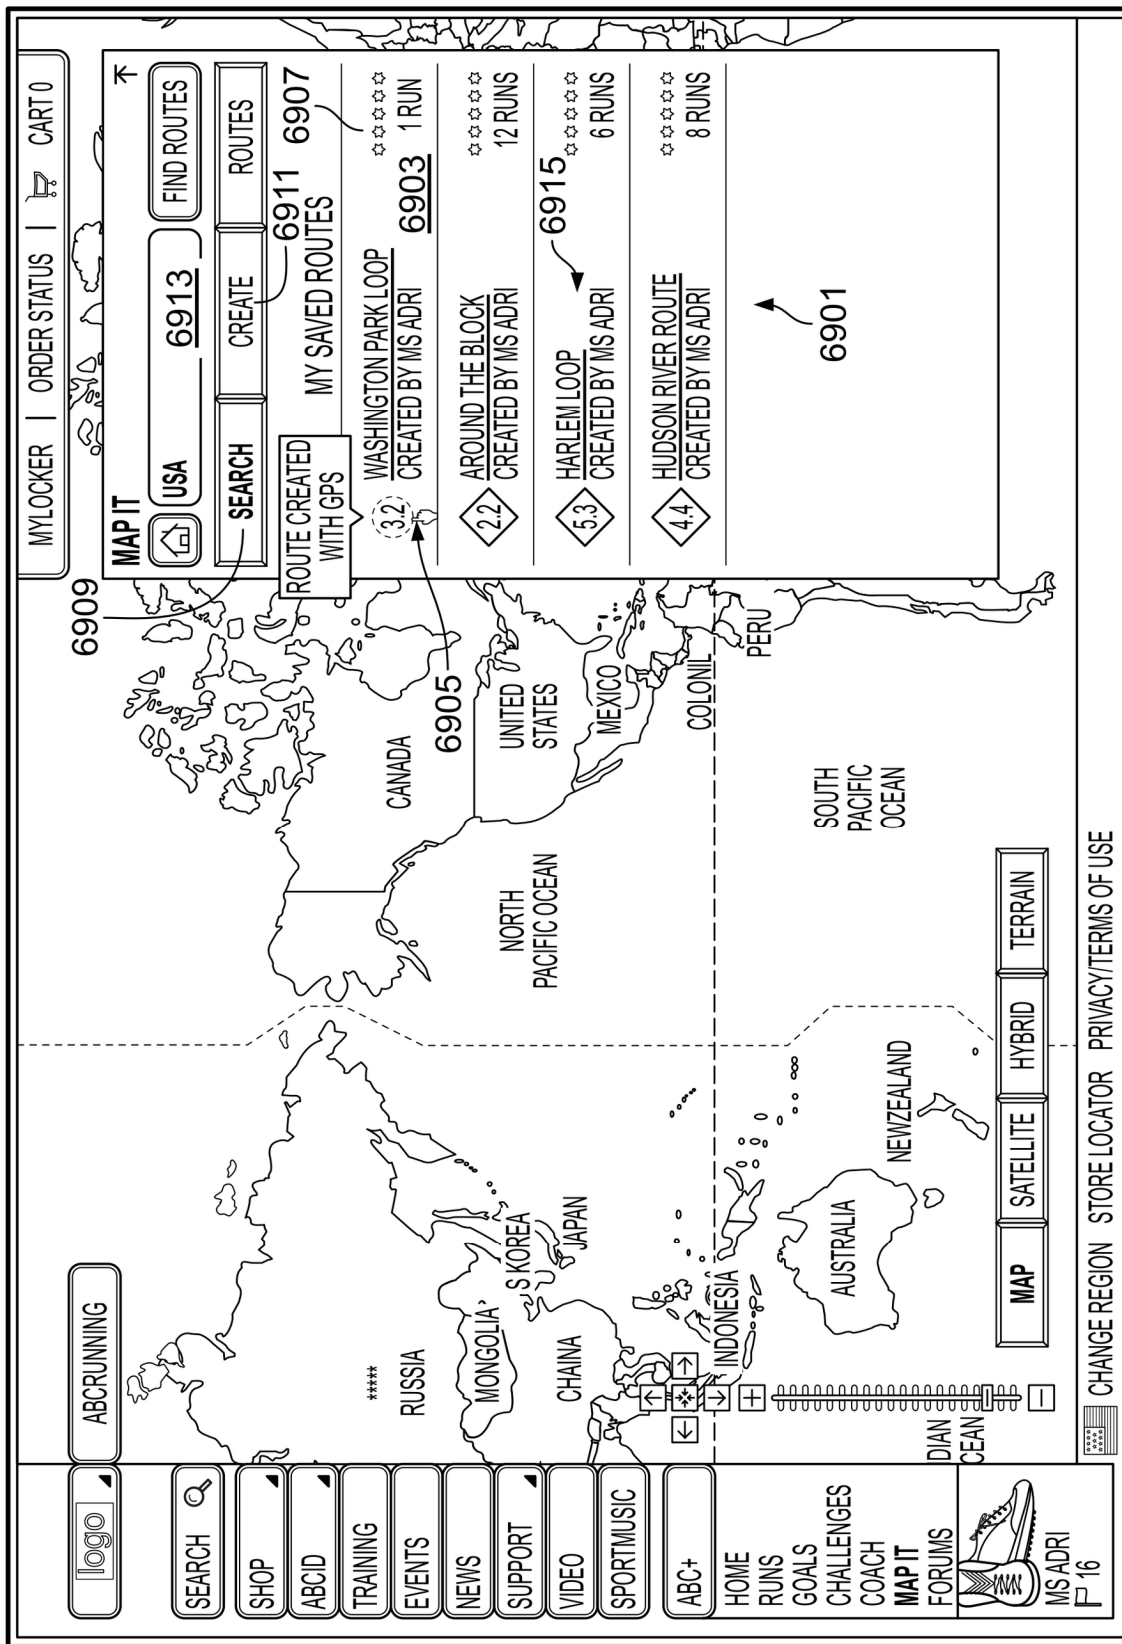 logo
ABCRUNNING
MYLOCKER | ORDER STATUS | CART 0
SEARCH
SHOP
ABCID
TRAINING
EVENTS
NEWS
SUPPORT
VIDEO
SPORTMUSIC
ABC+
HOME
RUNS
GOALS
CHALLENGES
COACH
MAP IT
FORUMS
MS ADRI
16
*****
RUSSIA
MONGOLIA
CHAINA
S KOREA
JAPAN
INDONESIA
AUSTRALIA
NEWZEALAND
DIAN
CEAN
NORTH
PACIFIC OCEAN
CANADA
UNITED
STATES
MEXICO
COLONIL
PERU
SOUTH
PACIFIC
OCEAN
MAP SATELLITE HYBRID TERRAIN
6909
6905
MAP IT
USA 6913 FIND ROUTES
SEARCH CREATE ROUTES
6911
6907
MY SAVED ROUTES
ROUTE CREATED
WITH GPS
3.2 WASHINGTON PARK LOOP
CREATED BY MS ADRI 6903 1 RUN
2.2 AROUND THE BLOCK
CREATED BY MS ADRI 12 RUNS
6915
5.3 HARLEM LOOP
CREATED BY MS ADRI 6 RUNS
4.4 HUDSON RIVER ROUTE
CREATED BY MS ADRI 8 RUNS
6901
CHANGE REGION STORE LOCATOR PRIVACY/TERMS OF USE